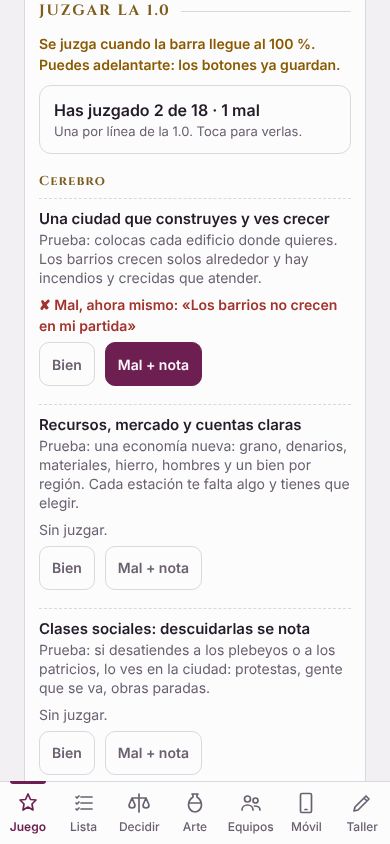 JUZGAR LA 1.0
Se juzga cuando la barra llegue al 100 %.
Puedes adelantarte: los botones ya guardan.
Has juzgado 2 de 18 · 1 mal
Una por línea de la 1.0. Toca para verlas.
CEREBRO
Una ciudad que construyes y ves crecer
Prueba: colocas cada edificio donde quieres.
Los barrios crecen solos alrededor y hay
incendios y crecidas que atender.
✘ Mal, ahora mismo: «Los barrios no crecen
en mi partida»
Bien
Mal + nota
Recursos, mercado y cuentas claras
Prueba: una economía nueva: grano, denarios,
materiales, hierro, hombres y un bien por
región. Cada estación te falta algo y tienes que
elegir.
Sin juzgar.
Bien
Mal + nota
Clases sociales: descuidarlas se nota
Prueba: si desatiendes a los plebeyos o a los
patricios, lo ves en la ciudad: protestas, gente
que se va, obras paradas.
Sin juzgar.
Bien
Mal + nota
Juego
Lista
Decidir
Arte
Equipos
Móvil
Taller